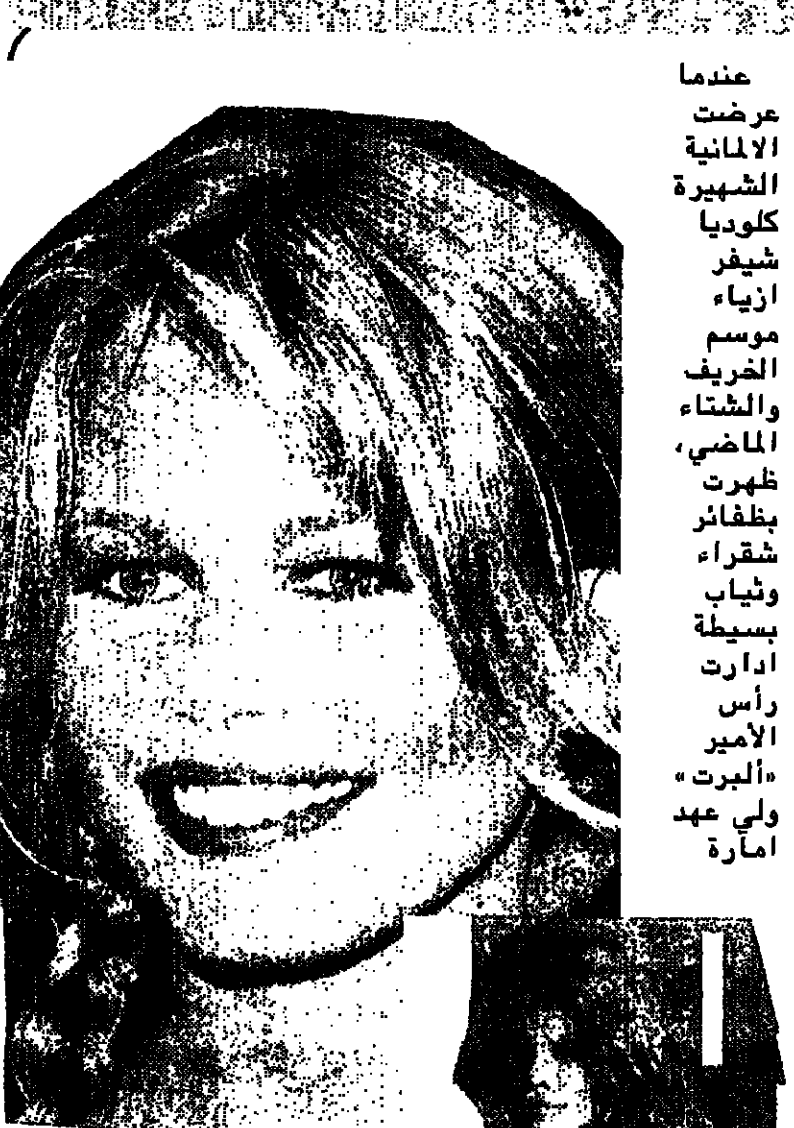 عندما
عرضت
الالمانية
الشهيرة
كلوديا
شيفر
ازياء
موسم
الخريف
والشتاء
الماضي،
ظهرت
بظفائر
شقراء
وثياب
بسيطة
ادارت
رأس
الأمير
«ألبرت»
ولي عهد
امارة